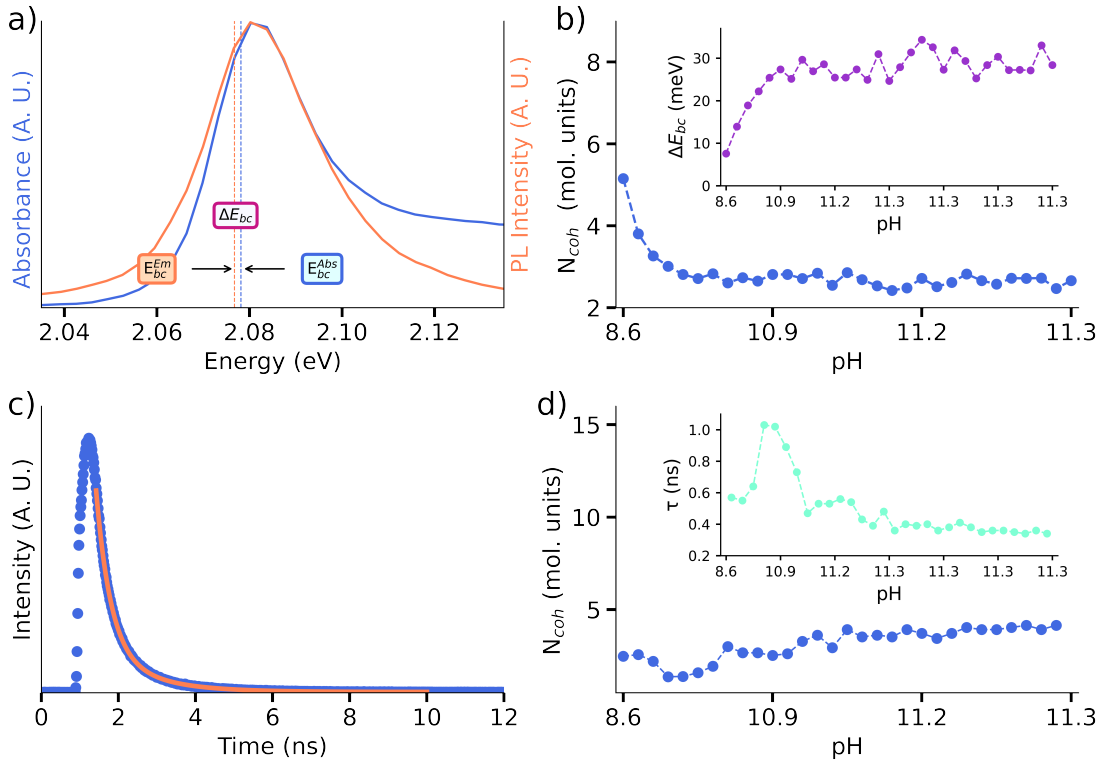 a)
Absorbance (A. U.)
PL Intensity (A. U.)
ΔE_bc
E_bc^Em
E_bc^Abs
2.04 2.06 2.08 2.10 2.12
Energy (eV)
b)
N_coh (mol. units)
8
6
4
2
8.6 10.9 11.2 11.3
pH
ΔE_bc (meV)
30
20
10
0
8.6 10.9 11.2 11.3 11.3 11.3 11.3
pH
c)
Intensity (A. U.)
0 2 4 6 8 10 12
Time (ns)
d)
N_coh (mol. units)
15
10
5
8.6 10.9 11.2 11.3
pH
τ (ns)
1.0
0.8
0.6
0.4
0.2
8.6 10.9 11.2 11.3 11.3 11.3 11.3
pH